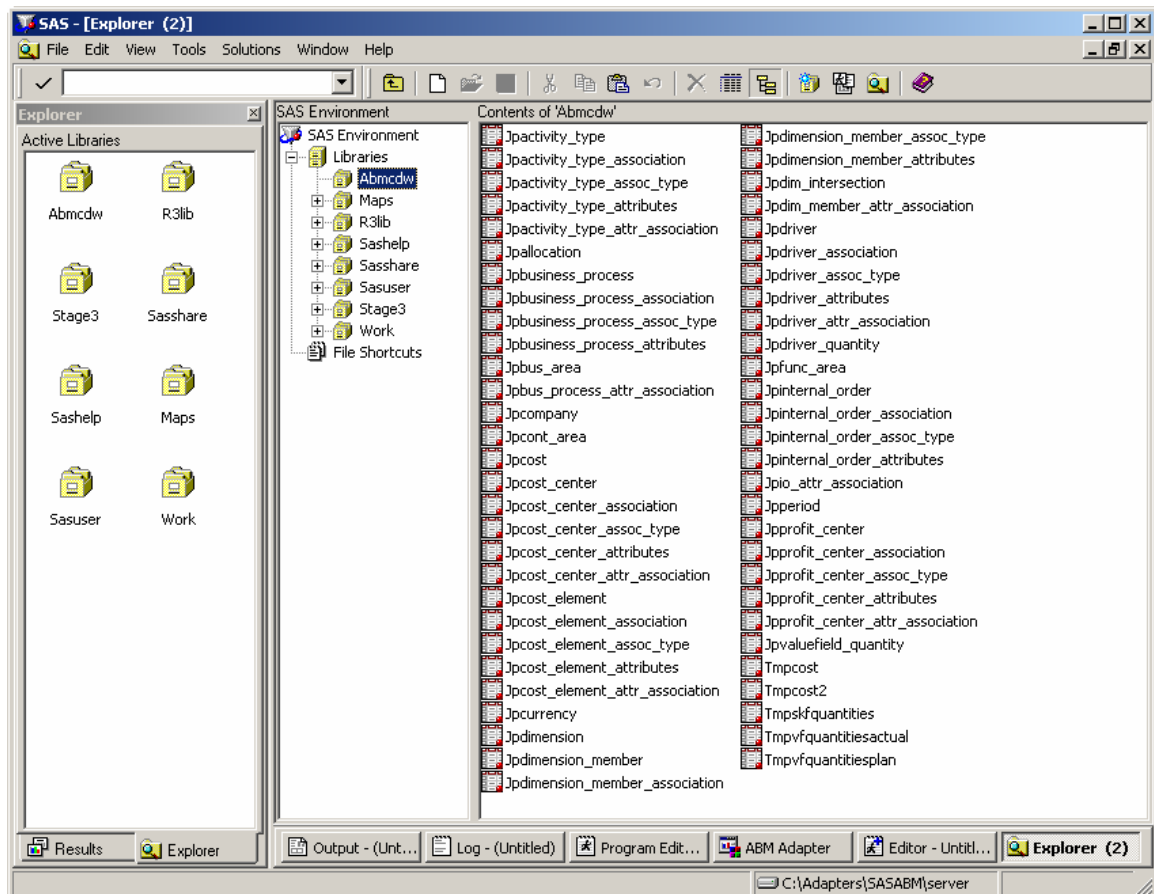 SAS - [Explorer (2)]
File Edit View Tools Solutions Window Help
Explorer
Active Libraries
Abmcdw R3lib
Stage3 Sasshare
Sashelp Maps
Sasuser Work
Results Explorer
SAS Environment
SAS Environment
Libraries
Abmcdw
Maps
R3lib
Sashelp
Sasshare
Sasuser
Stage3
Work
File Shortcuts
Contents of 'Abmcdw'
Jpactivity_type
Jpactivity_type_association
Jpactivity_type_assoc_type
Jpactivity_type_attributes
Jpactivity_type_attr_association
Jpallocation
Jpbusiness_process
Jpbusiness_process_association
Jpbusiness_process_assoc_type
Jpbusiness_process_attributes
Jpbus_area
Jpbus_process_attr_association
Jpcompany
Jpcont_area
Jpcost
Jpcost_center
Jpcost_center_association
Jpcost_center_assoc_type
Jpcost_center_attributes
Jpcost_center_attr_association
Jpcost_element
Jpcost_element_association
Jpcost_element_assoc_type
Jpcost_element_attributes
Jpcost_element_attr_association
Jpcurrency
Jpdimension
Jpdimension_member
Jpdimension_member_association
Jpdimension_member_assoc_type
Jpdimension_member_attributes
Jpdim_intersection
Jpdim_member_attr_association
Jpdriver
Jpdriver_association
Jpdriver_assoc_type
Jpdriver_attributes
Jpdriver_attr_association
Jpdriver_quantity
Jpfunc_area
Jpinternal_order
Jpinternal_order_association
Jpinternal_order_assoc_type
Jpinternal_order_attributes
Jpio_attr_association
Jpperiod
Jpprofit_center
Jpprofit_center_association
Jpprofit_center_assoc_type
Jpprofit_center_attributes
Jpprofit_center_attr_association
Jpvaluefield_quantity
Tmpcost
Tmpcost2
Tmpskfquantities
Tmpvfquantitiesactual
Tmpvfquantitiesplan
Output - (Unt... Log - (Untitled) Program Edit... ABM Adapter Editor - Untitl... Explorer (2)
C:\Adapters\SASABM\server